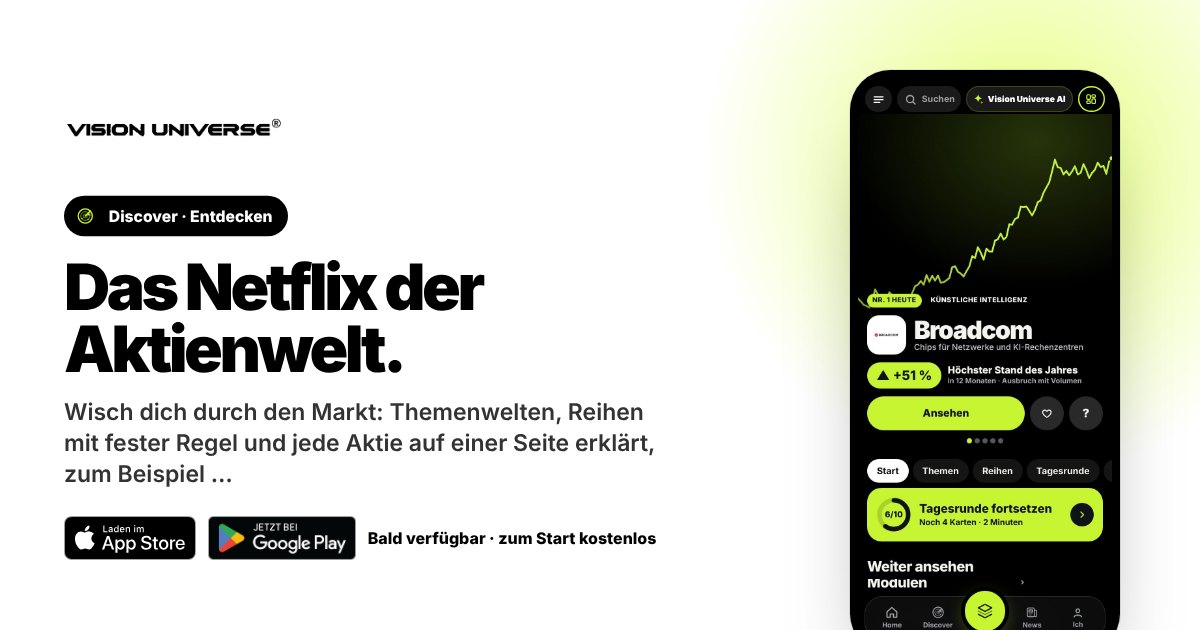 VISION UNIVERSE®
Discover · Entdecken
Das Netflix der
Aktienwelt.
Wisch dich durch den Markt: Themenwelten, Reihen
mit fester Regel und jede Aktie auf einer Seite erklärt,
zum Beispiel ...
Laden im
App Store
JETZT BEI
Google Play
Bald verfügbar · zum Start kostenlos
Suchen
Vision Universe AI
NR. 1 HEUTE
KÜNSTLICHE INTELLIGENZ
BROADCOM
Broadcom
Chips für Netzwerke und KI-Rechenzentren
▲ +51 %
Höchster Stand des Jahres
in 12 Monaten · Ausbruch mit Volumen
Ansehen
?
Start
Themen
Reihen
Tagesrunde
6/10
Tagesrunde fortsetzen
Noch 4 Karten · 2 Minuten
Weiter ansehen
Modulen
Home
Discover
News
Ich